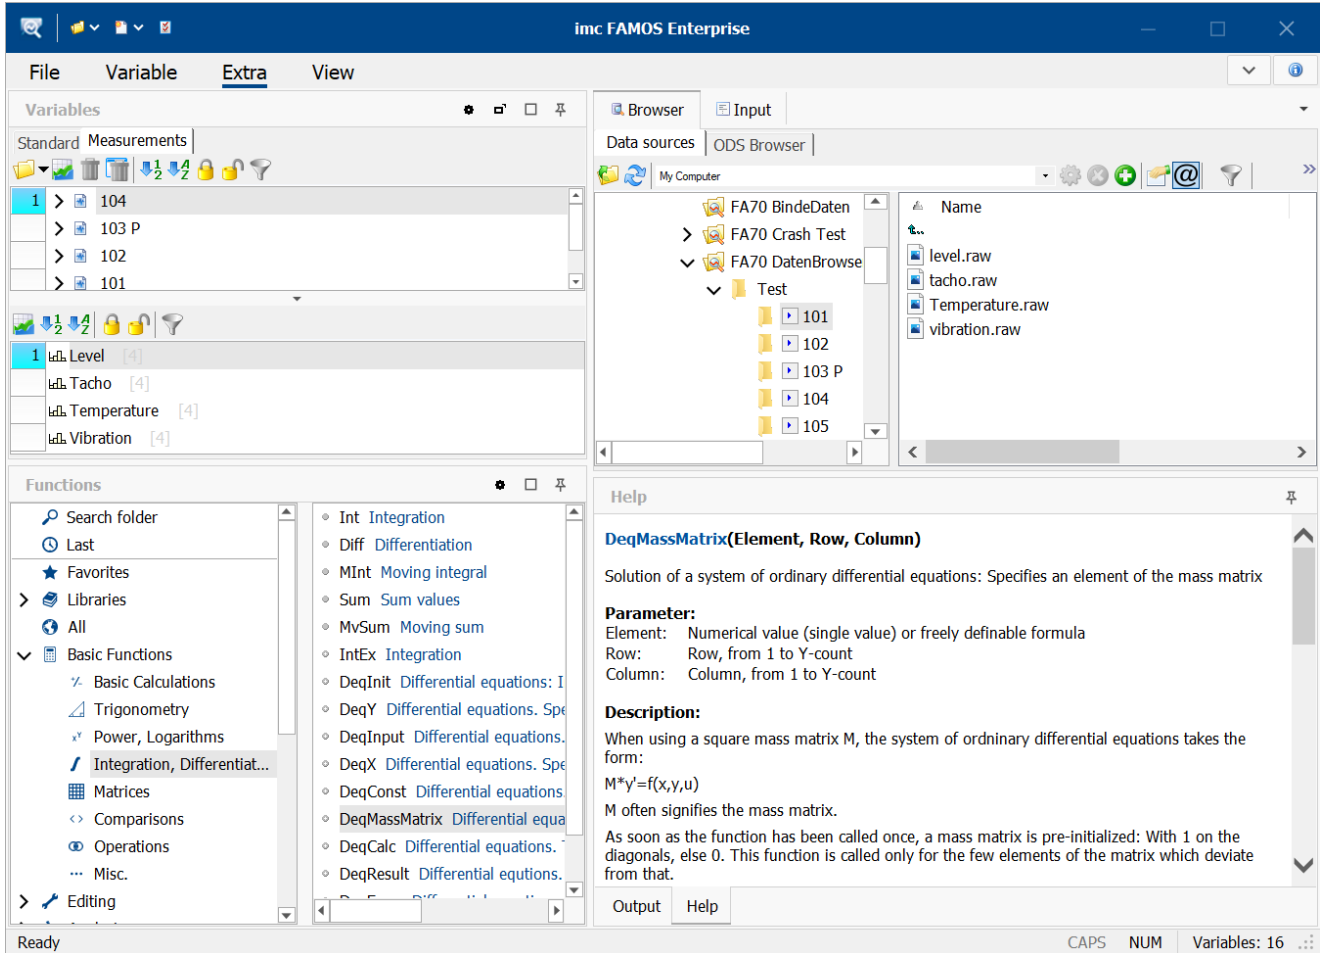 imc FAMOS Enterprise
File Variable Extra View
Variables
Standard Measurements
1 104
103 P
102
101
1 Level [4]
Tacho [4]
Temperature [4]
Vibration [4]
Browser Input
Data sources ODS Browser
My Computer
FA70 BindeDaten
FA70 Crash Test
FA70 DatenBrowse
Test
101
102
103 P
104
105
Name
level.raw
tacho.raw
Temperature.raw
vibration.raw
Functions
Search folder
Last
Favorites
Libraries
All
Basic Functions
Basic Calculations
Trigonometry
Power, Logarithms
Integration, Differentiat...
Matrices
Comparisons
Operations
Misc.
Editing
Int Integration
Diff Differentiation
MInt Moving integral
Sum Sum values
MvSum Moving sum
IntEx Integration
DeqInit Differential equations: I
DeqY Differential equations. Spe
DeqInput Differential equations.
DeqX Differential equations. Spe
DeqConst Differential equations
DeqMassMatrix Differential equa
DeqCalc Differential equations.
DeqResult Differential eqution.
Help
DeqMassMatrix(Element, Row, Column)
Solution of a system of ordinary differential equations: Specifies an element of the mass matrix
Parameter:
Element: Numerical value (single value) or freely definable formula
Row: Row, from 1 to Y-count
Column: Column, from 1 to Y-count
Description:
When using a square mass matrix M, the system of ordninary differential equations takes the
form:
M*y'=f(x,y,u)
M often signifies the mass matrix.
As soon as the function has been called once, a mass matrix is pre-initialized: With 1 on the
diagonals, else 0. This function is called only for the few elements of the matrix which deviate
from that.
Output Help
Ready
CAPS NUM Variables: 16